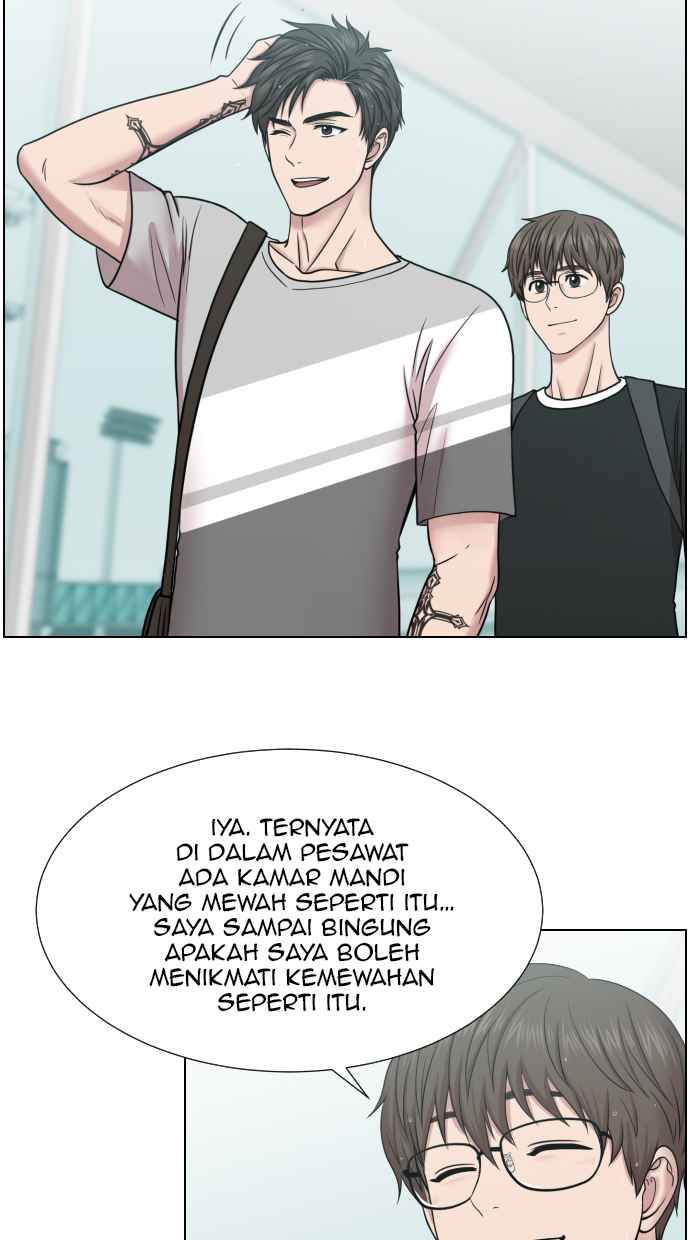 IYA. TERNYATA
DI DALAM PESAWAT
ADA KAMAR MANDI
YANG MEWAH SEPERTI ITU...
SAYA SAMPAI BINGUNG
APAKAH SAYA BOLEH
MENIKMATI KEMEWAHAN
SEPERTI ITU.